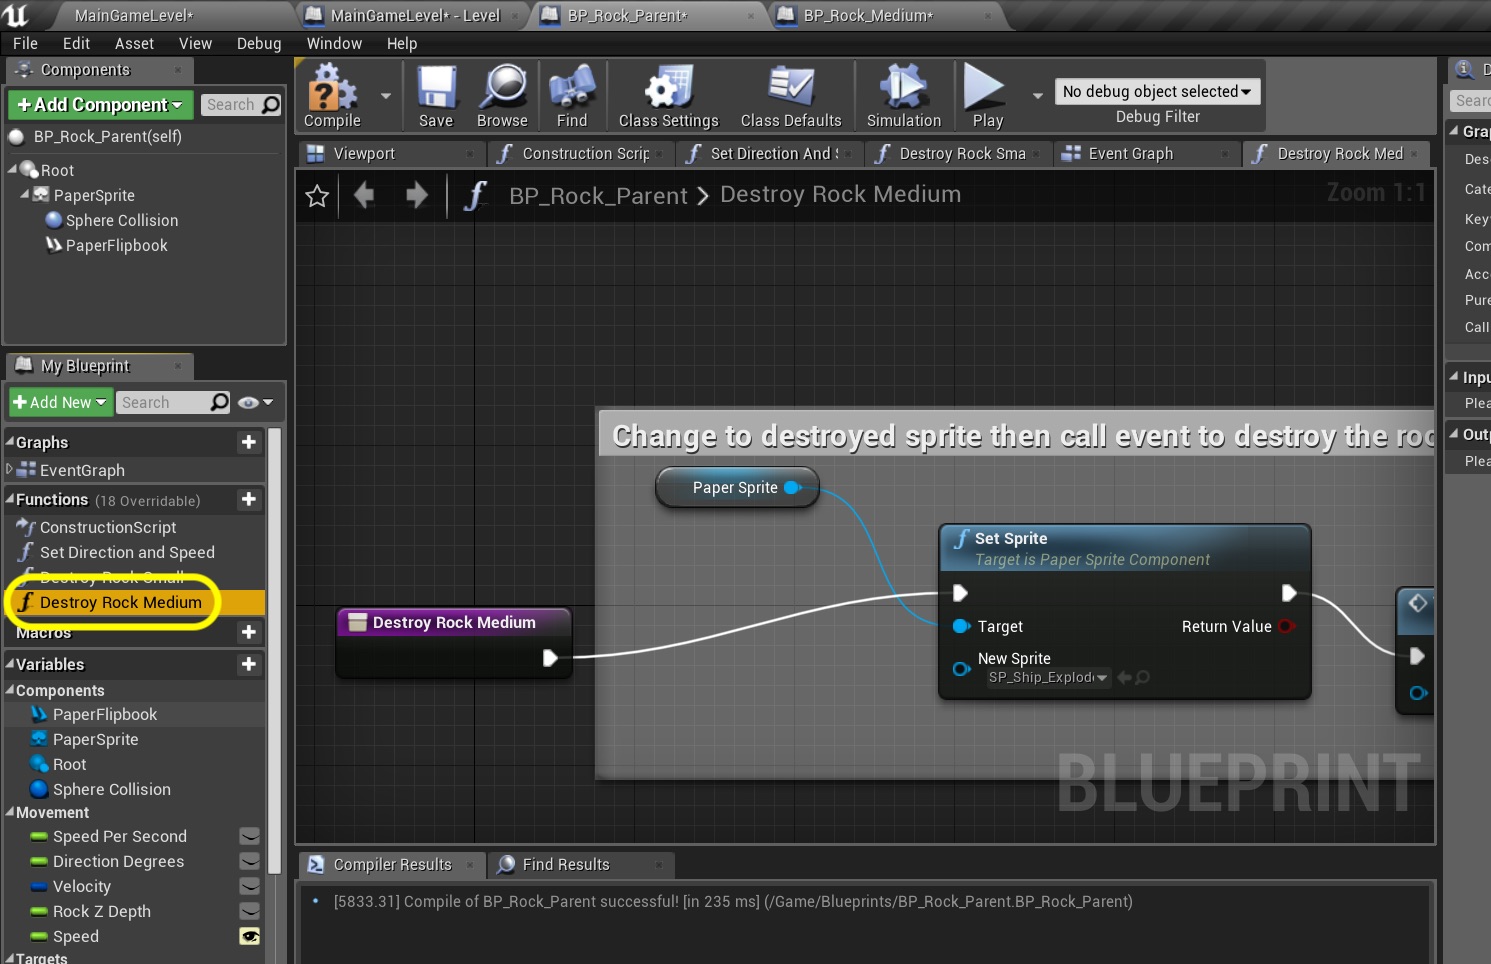 MainGameLevel*
MainGameLevel* - Level
BP_Rock_Parent*
BP_Rock_Medium*
File Edit Asset View Debug Window Help
Components
+Add Component
Search
BP_Rock_Parent(self)
Root
PaperSprite
Sphere Collision
PaperFlipbook
Compile
Save
Browse
Find
Class Settings
Class Defaults
Simulation
Play
No debug object selected
Debug Filter
Viewport
Construction Scrip
Set Direction And S
Destroy Rock Sma
Event Graph
Destroy Rock Med
BP_Rock_Parent > Destroy Rock Medium
Zoom 1:1
My Blueprint
+Add New
Search
Graphs
EventGraph
Functions (18 Overridable)
ConstructionScript
Set Direction and Speed
Destroy Rock Small
Destroy Rock Medium
Macros
Variables
Components
PaperFlipbook
PaperSprite
Root
Sphere Collision
Movement
Speed Per Second
Direction Degrees
Velocity
Rock Z Depth
Speed
Targets
Change to destroyed sprite then call event to destroy the roc
Paper Sprite
Set Sprite
Target is Paper Sprite Component
Target
Return Value
New Sprite
SP_Ship_Explod
Destroy Rock Medium
BLUEPRINT
Compiler Results
Find Results
[5833.31] Compile of BP_Rock_Parent successful! [in 235 ms] (/Game/Blueprints/BP_Rock_Parent.BP_Rock_Parent)
D
Searc
Grap
Desc
Cate
Keyw
Com
Acce
Pure
Call
Inpu
Plea
Outp
Plea